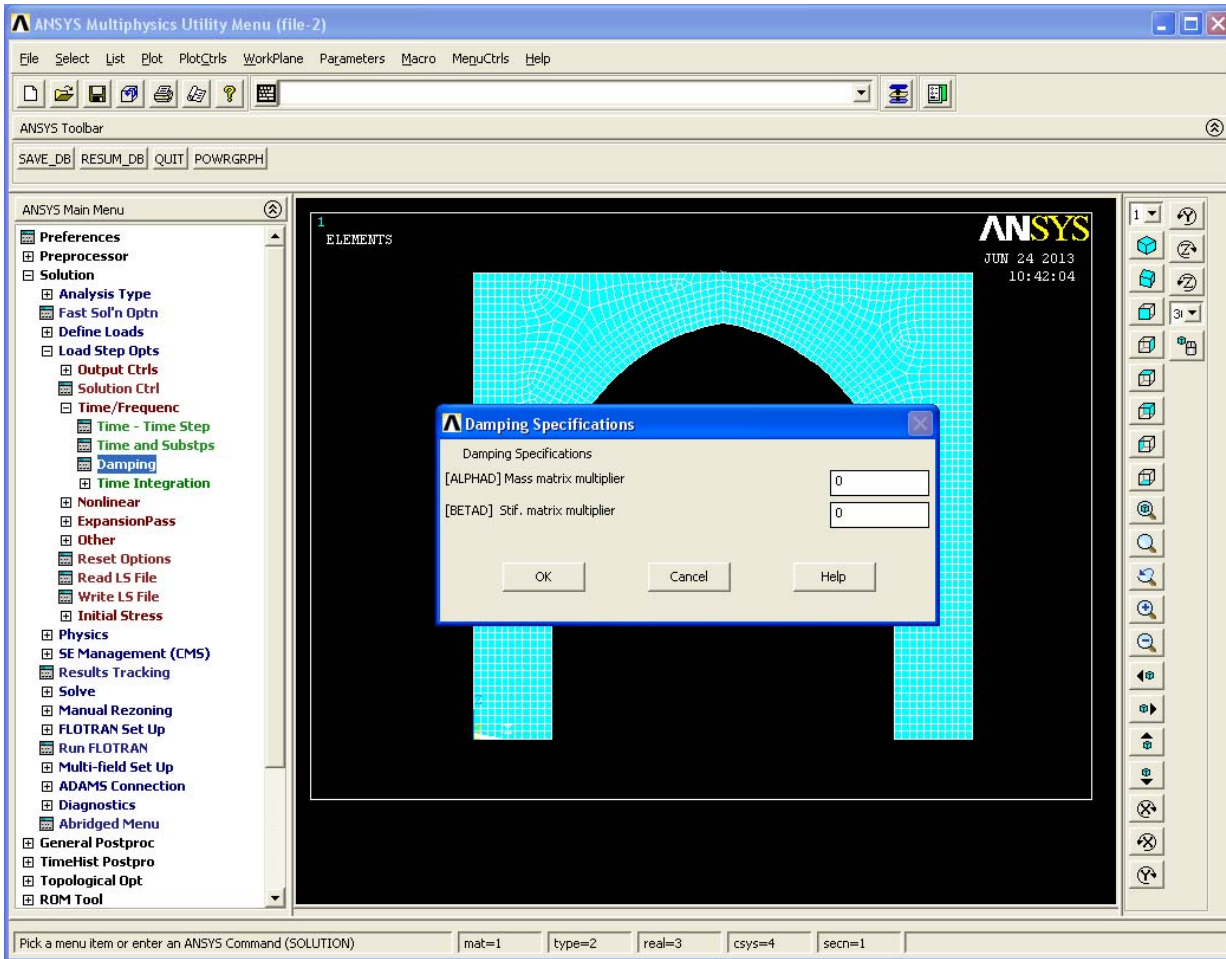 ANSYS Multiphysics Utility Menu (file-2)
File Select List Plot PlotCtrls WorkPlane Parameters Macro MenuCtrls Help
ANSYS Toolbar
SAVE_DB RESUM_DB QUIT POWRGRPH
ANSYS Main Menu
Preferences
Preprocessor
Solution
Analysis Type
Fast Sol'n Optn
Define Loads
Load Step Opts
Output Ctrls
Solution Ctrl
Time/Frequenc
Time - Time Step
Time and Substps
Damping
Time Integration
Nonlinear
ExpansionPass
Other
Reset Options
Read LS File
Write LS File
Initial Stress
Physics
SE Management (CMS)
Results Tracking
Solve
Manual Rezoning
FLOTRAN Set Up
Run FLOTRAN
Multi-field Set Up
ADAMS Connection
Diagnostics
Abridged Menu
General Postproc
TimeHist Postpro
Topological Opt
ROM Tool
1
ELEMENTS
ANSYS
JUN 24 2013
10:42:04
Z
Damping Specifications
Damping Specifications
[ALPHAD] Mass matrix multiplier 0
[BETAD] Stif. matrix multiplier 0
OK Cancel Help
1
Pick a menu item or enter an ANSYS Command (SOLUTION) mat=1 type=2 real=3 csys=4 secn=1